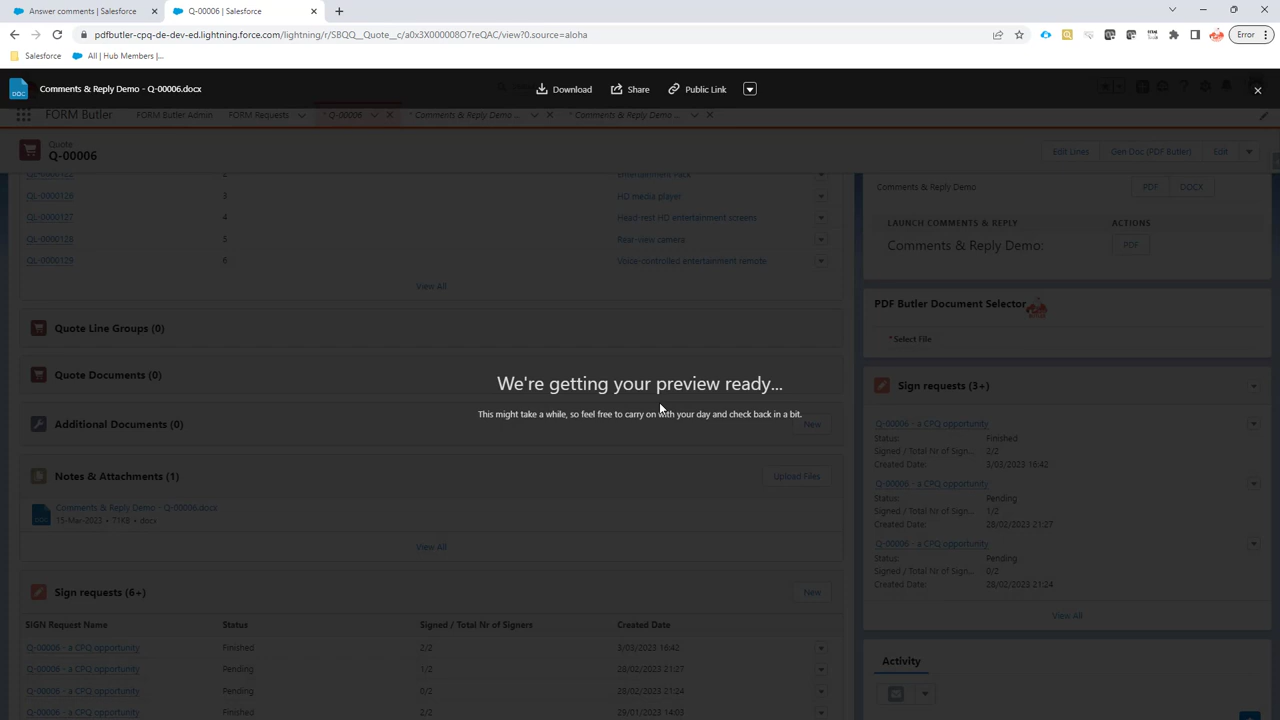 Answer comments | Salesforce
Q-00006 | Salesforce
pdfbutler-cpq-de-dev-ed.lightning.force.com/lightning/r/SBQQ__Quote__c/a0x3X000008O7reQAC/view?0.source=aloha
Error
Salesforce
All | Hub Members |...
DOC
Comments & Reply Demo - Q-00006.docx
Download
Share
Public Link
FORM Butler
FORM Butler Admin
FORM Requests
* Q-00006
* Comments & Reply Demo ...
* Comments & Reply Demo ...
Quote
Q-00006
Edit Lines
Gen Doc (PDF Butler)
Edit
2
Entertainment Pack
QL-0000126
3
HD media player
QL-0000127
4
Head-rest HD entertainment screens
QL-0000128
5
Rear-view camera
QL-0000129
6
Voice-controlled entertainment remote
View All
Quote Line Groups (0)
Quote Documents (0)
Additional Documents (0)
New
Notes & Attachments (1)
Upload Files
Comments & Reply Demo - Q-00006.docx
15-Mar-2023 • 71KB • docx
View All
We're getting your preview ready...
This might take a while, so feel free to carry on with your day and check back in a bit.
Sign requests (6+)
New
SIGN Request Name
Status
Signed / Total Nr of Signers
Created Date
Q-00006 - a CPQ opportunity
Finished
2/2
3/03/2023 16:42
Q-00006 - a CPQ opportunity
Pending
1/2
28/02/2023 21:27
Q-00006 - a CPQ opportunity
Pending
0/2
28/02/2023 21:24
Q-00006 - a CPQ opportunity
Finished
2/2
29/01/2023 14:03
Comments & Reply Demo
PDF
DOCX
LAUNCH COMMENTS & REPLY
ACTIONS
Comments & Reply Demo:
PDF
PDF Butler Document Selector
* Select File
Sign requests (3+)
Q-00006 - a CPQ opportunity
Status:
Finished
Signed / Total Nr of Sign...
2/2
Created Date:
3/03/2023 16:42
Q-00006 - a CPQ opportunity
Status:
Pending
Signed / Total Nr of Sign...
1/2
Created Date:
28/02/2023 21:27
Q-00006 - a CPQ opportunity
Status:
Pending
Signed / Total Nr of Sign...
0/2
Created Date:
28/02/2023 21:24
View All
Activity